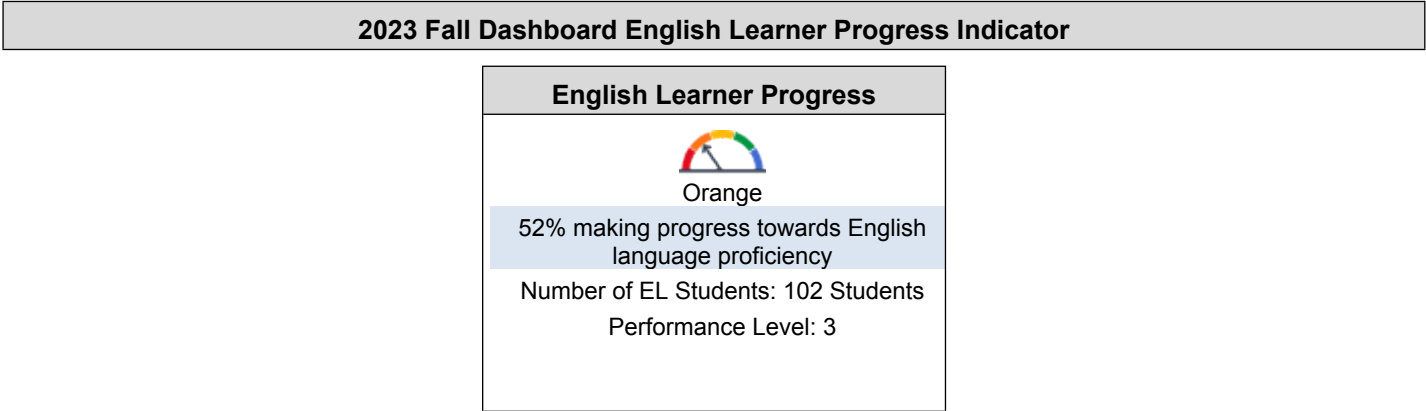 2023 Fall Dashboard English Learner Progress Indicator
English Learner Progress
Orange
52% making progress towards English
language proficiency
Number of EL Students: 102 Students
Performance Level: 3